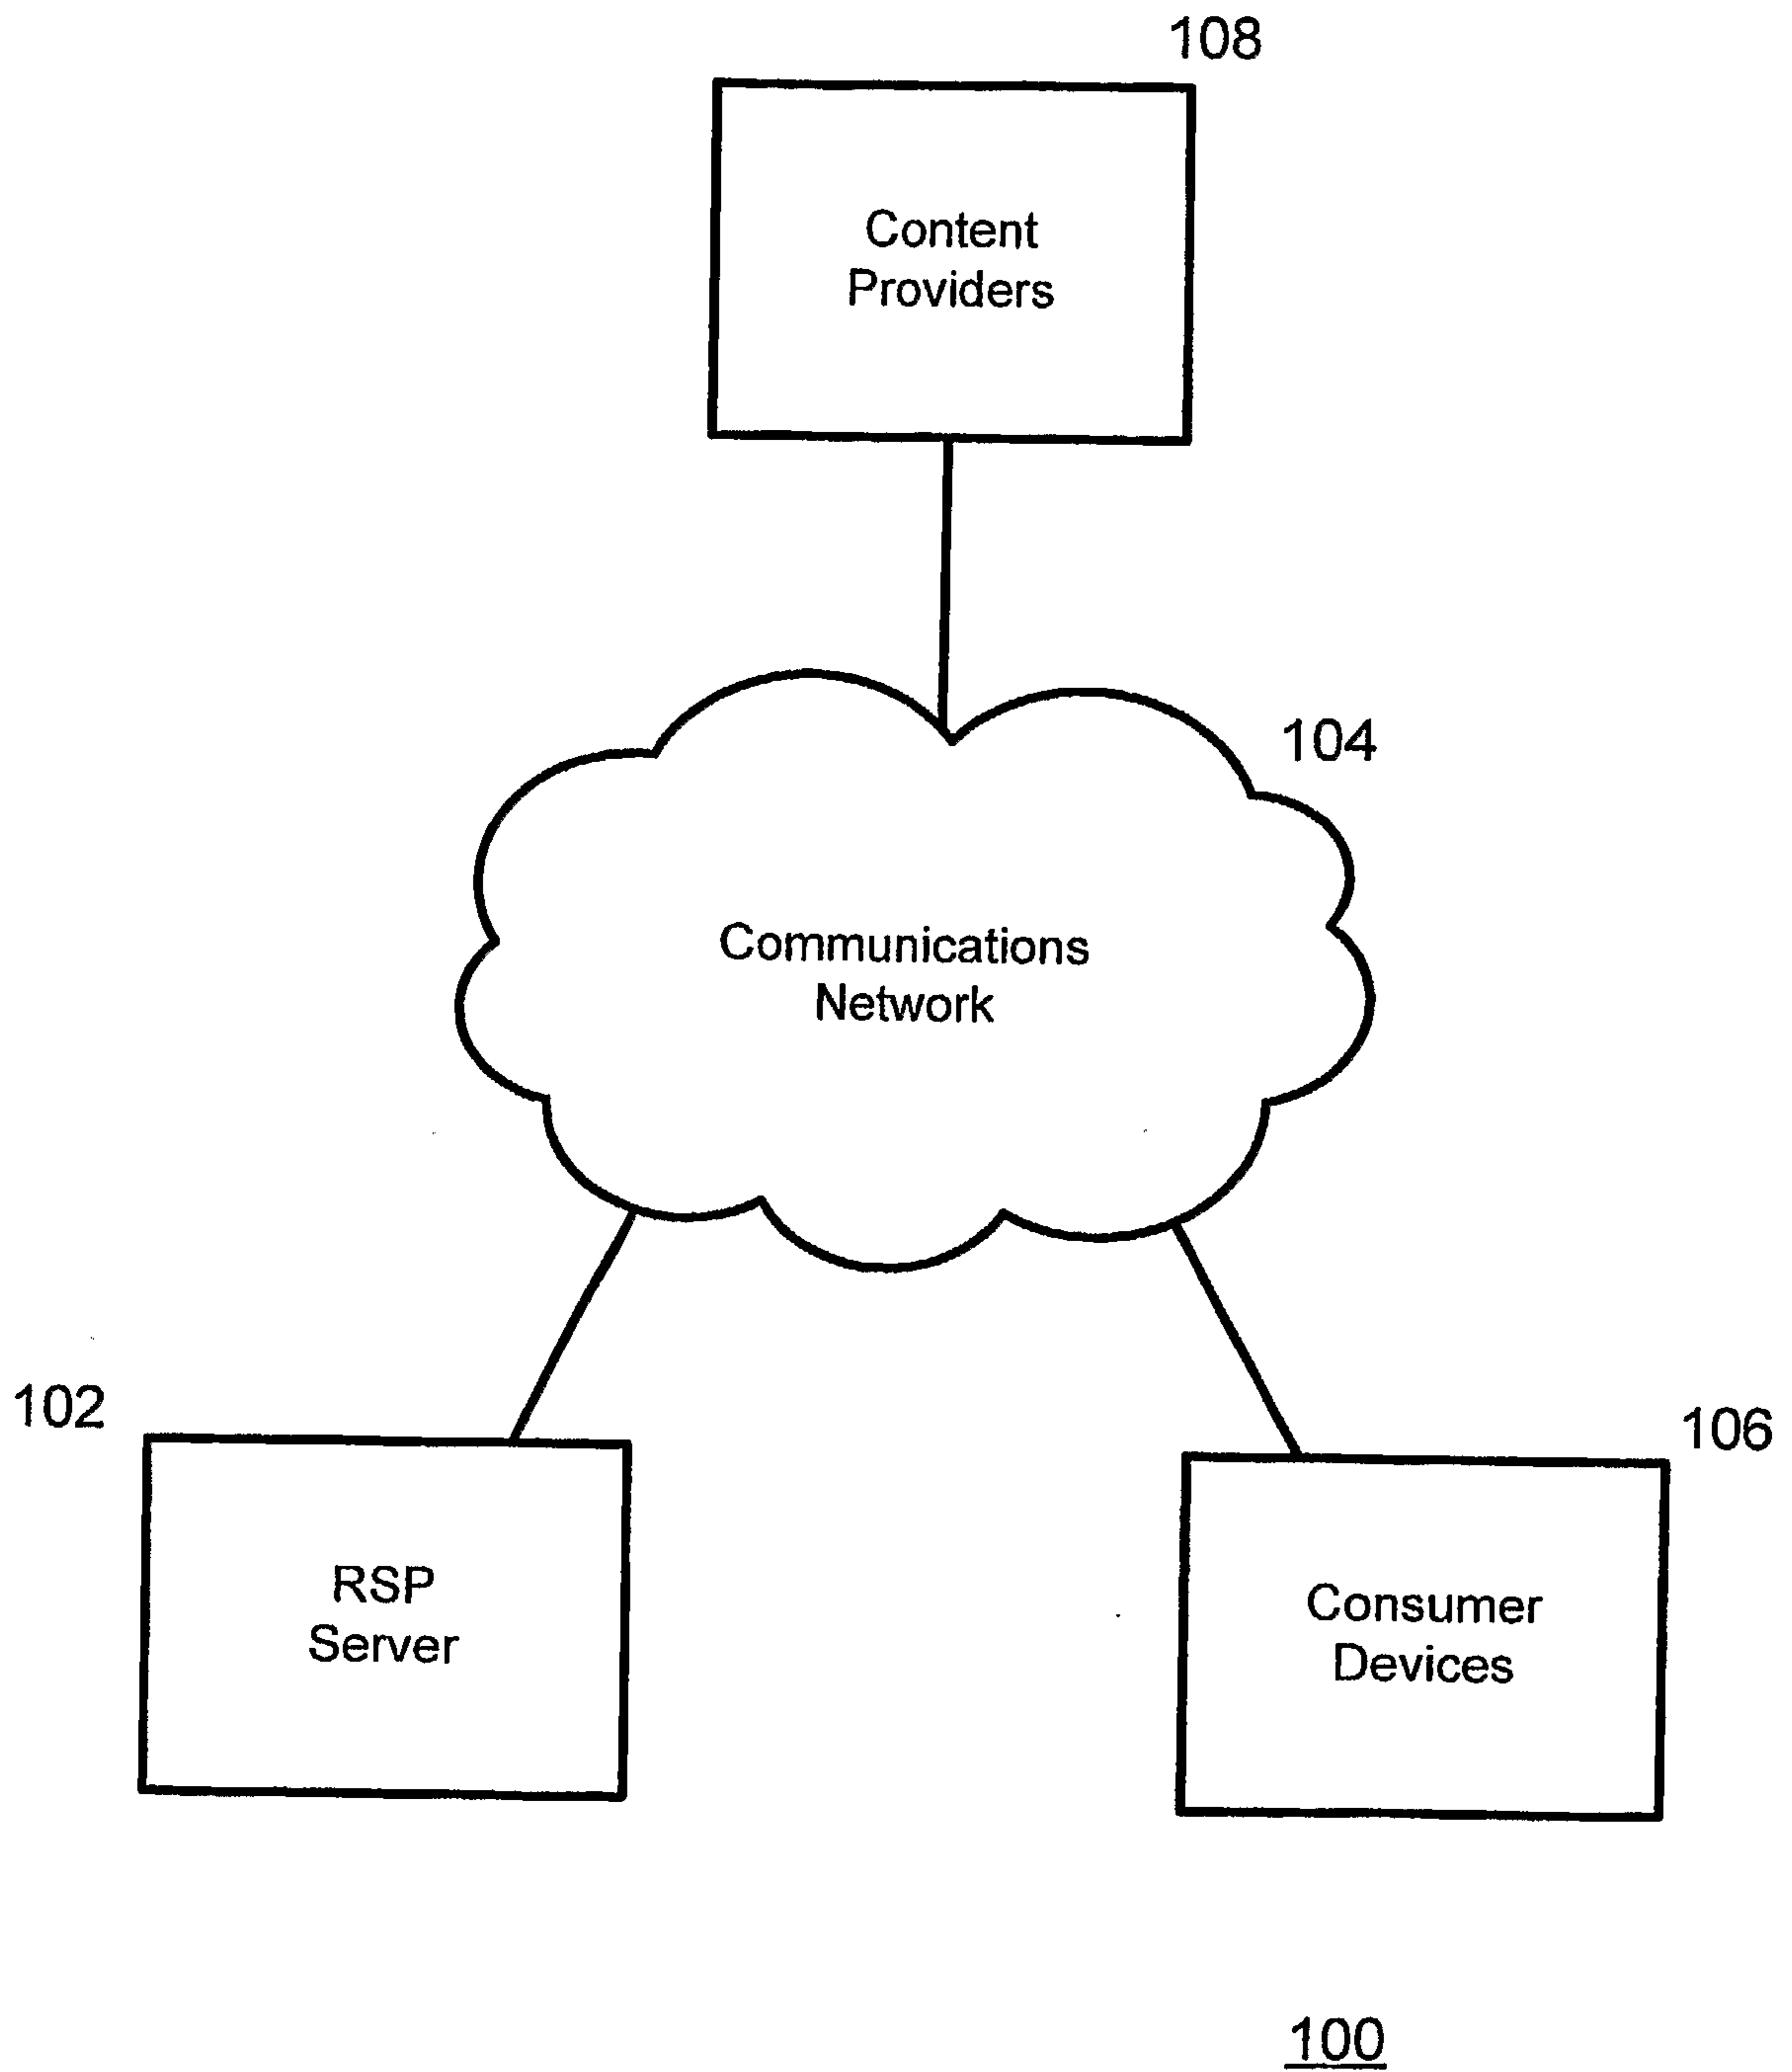 108
Content
Providers
104
Communications
Network
102
RSP
Server
106
Consumer
Devices
100